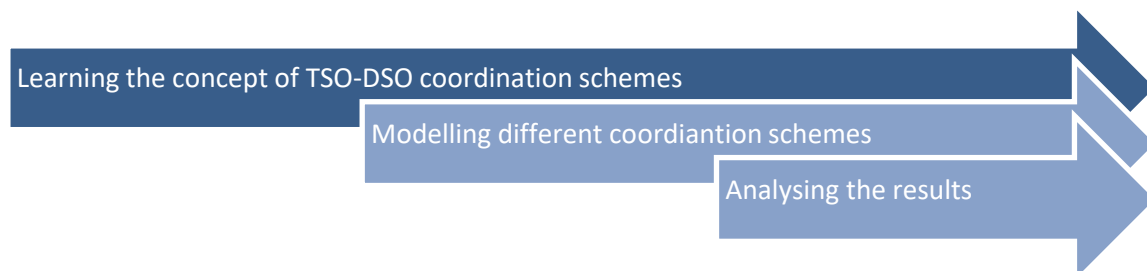 Learning the concept of TSO-DSO coordination schemes
Modelling different coordiantion schemes
Analysing the results